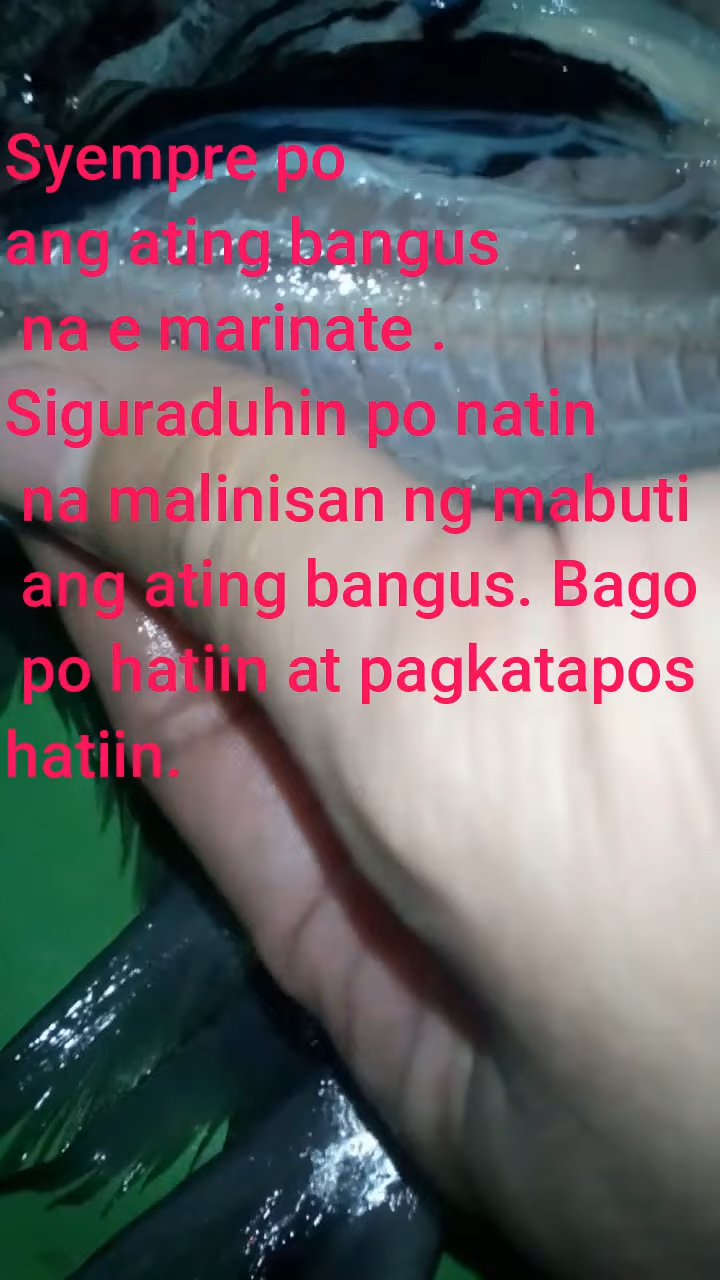 Syempre po
ang ating bangus
na e marinate .
Siguraduhin po natin
na malinisan ng mabuti
ang ating bangus. Bago
po hatiin at pagkatapos
hatiin.